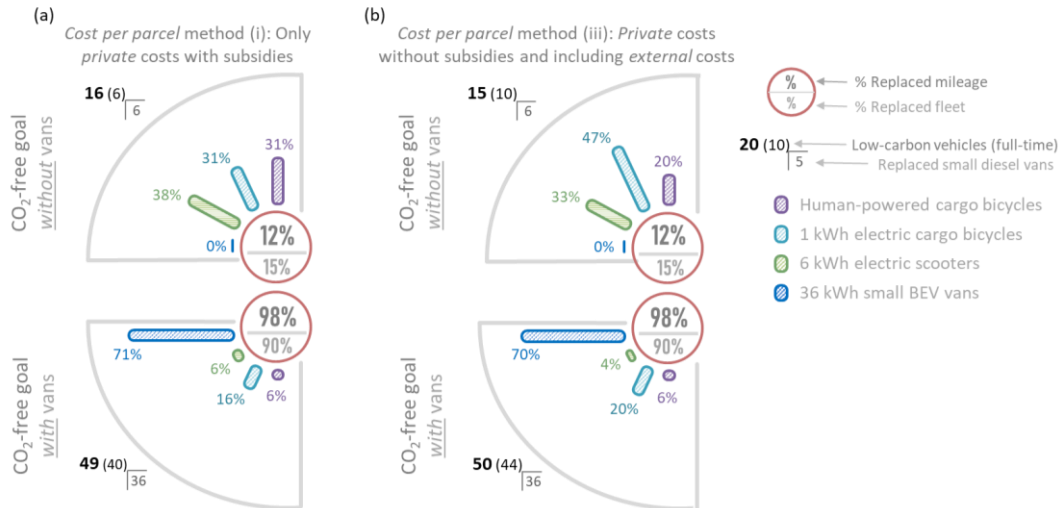 (a)
Cost per parcel method (i): Only
private costs with subsidies
16 (6)
6
CO2-free goal
without vans
31%
31%
38%
0%
12%
15%
98%
90%
CO2-free goal
with vans
71%
6%
16%
6%
49 (40)
36
(b)
Cost per parcel method (iii): Private costs
without subsidies and including external costs
15 (10)
6
CO2-free goal
without vans
47%
20%
33%
0%
12%
15%
98%
90%
CO2-free goal
with vans
70%
4%
20%
6%
50 (44)
36
%
%
% Replaced mileage
% Replaced fleet
20 (10)
5
Low-carbon vehicles (full-time)
Replaced small diesel vans
Human-powered cargo bicycles
1 kWh electric cargo bicycles
6 kWh electric scooters
36 kWh small BEV vans